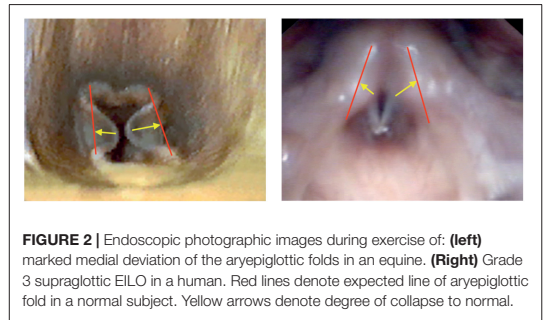 FIGURE 2 | Endoscopic photographic images during exercise of: (left)
marked medial deviation of the aryepiglottic folds in an equine. (Right) Grade
3 supraglottic EILO in a human. Red lines denote expected line of aryepiglottic
fold in a normal subject. Yellow arrows denote degree of collapse to normal.